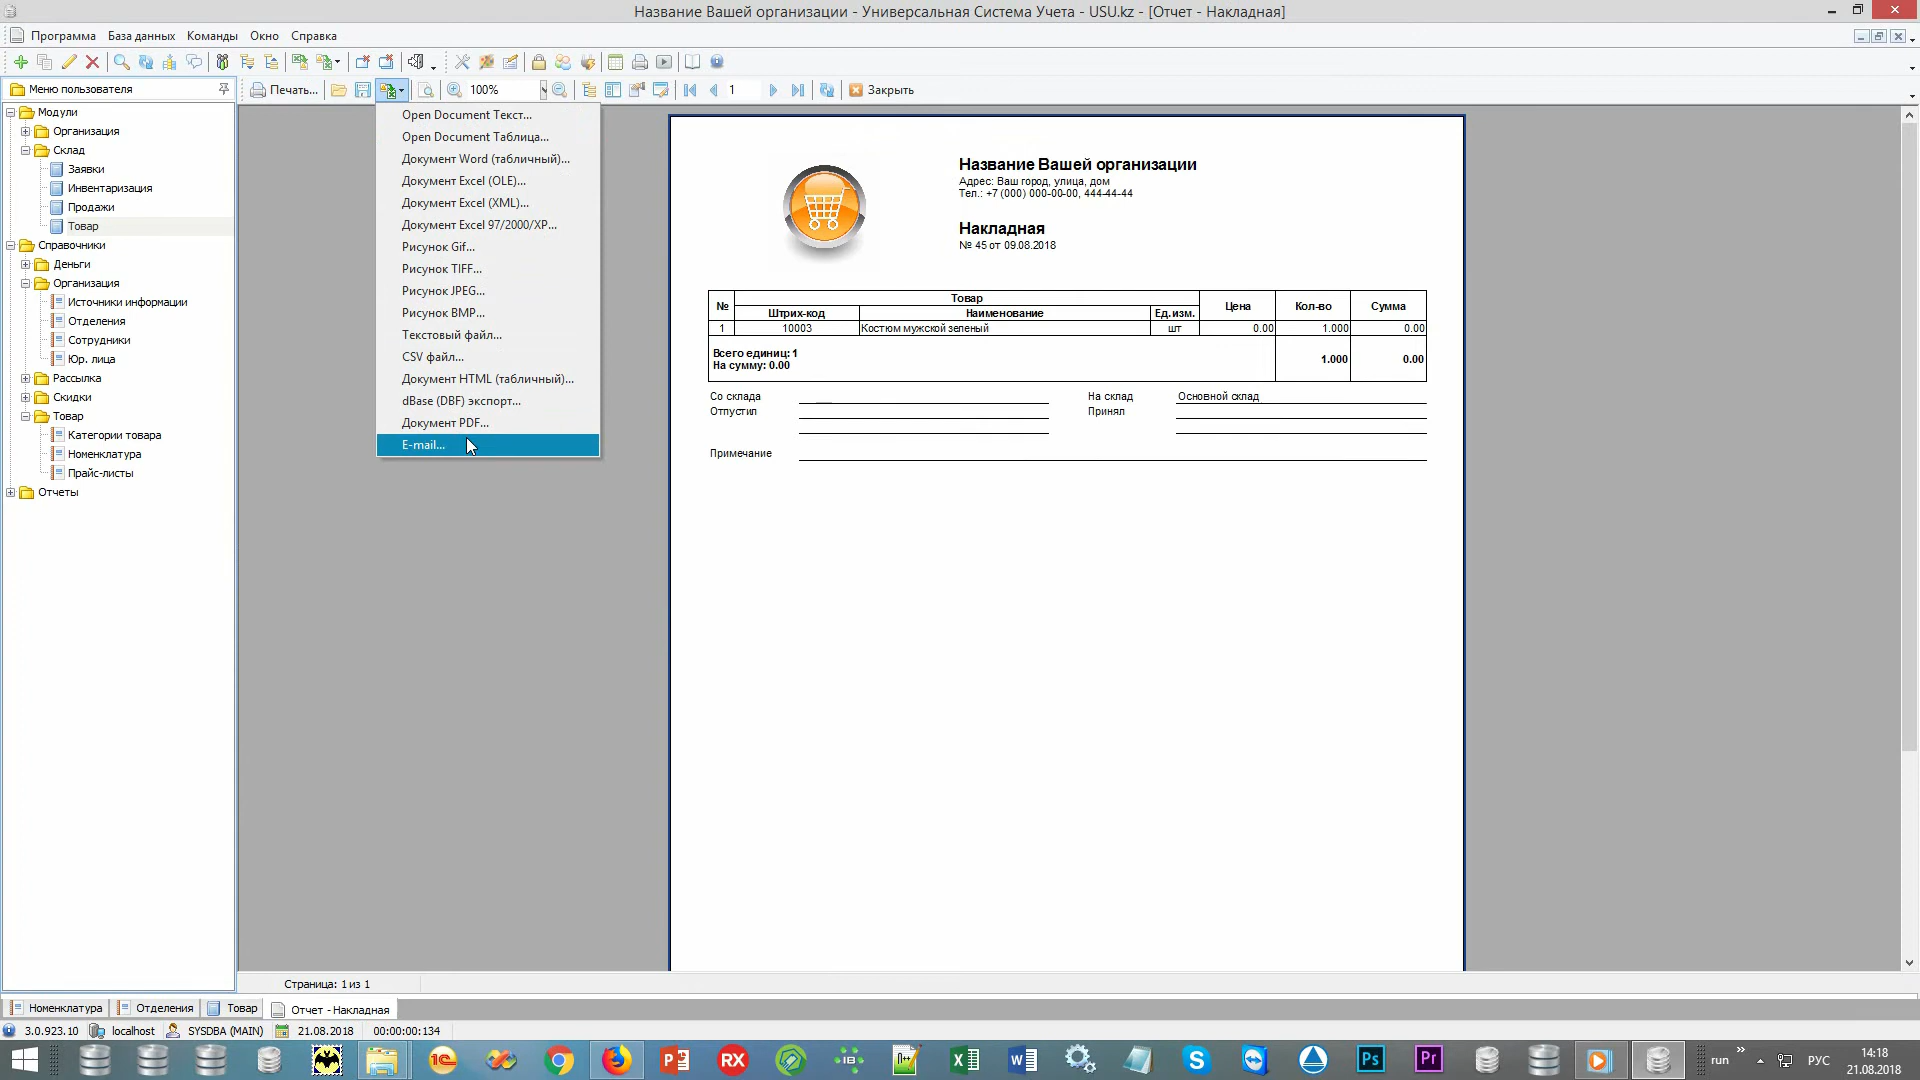 Название Вашей организации - Универсальная Система Учета - USU.kz - [Отчет - Накладная]
Программа База данных Команды Окно Справка
Меню пользователя
Печать... 100% 1 Закрыть
Модули
Организация
Склад
Заявки
Инвентаризация
Продажи
Товар
Справочники
Деньги
Организация
Источники информации
Отделения
Сотрудники
Юр. лица
Рассылка
Скидки
Товар
Категории товара
Номенклатура
Прайс-листы
Отчеты
Open Document Текст...
Open Document Таблица...
Документ Word (табличный)...
Документ Excel (OLE)...
Документ Excel (XML)...
Документ Excel 97/2000/XP...
Рисунок Gif...
Рисунок TIFF...
Рисунок JPEG...
Рисунок BMP...
Текстовый файл...
CSV файл...
Документ HTML (табличный)...
dBase (DBF) экспорт...
Документ PDF...
E-mail...
Название Вашей организации
Адрес: Ваш город, улица, дом
Тел.: +7 (000) 000-00-00, 444-44-44
Накладная
№ 45 от 09.08.2018
№ Товар Цена Кол-во Сумма
Штрих-код Наименование Ед.изм.
1 10003 Костюм мужской зеленый шт 0.00 1.000 0.00
Всего единиц: 1 1.000 0.00
На сумму: 0.00
Со склада На склад Основной склад
Отпустил Принял
Примечание
Страница: 1 из 1
Номенклатура Отделения Товар Отчет - Накладная
3.0.923.10 localhost SYSDBA (MAIN) 21.08.2018 00:00:00:134
run РУС 14:18
21.08.2018